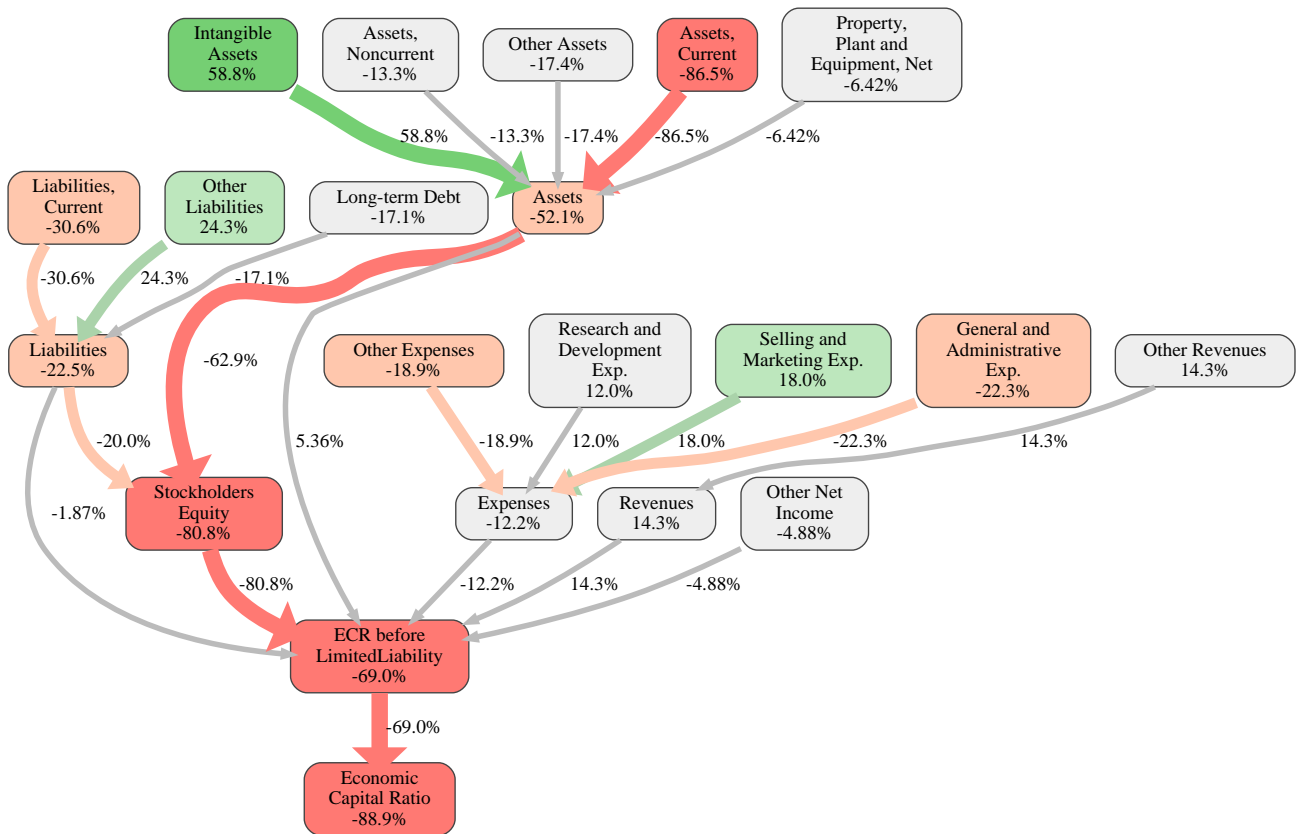 Intangible
Assets
58.8%
Assets,
Noncurrent
-13.3%
Other Assets
-17.4%
Assets,
Current
-86.5%
Property,
Plant and
Equipment, Net
-6.42%
58.8%
-13.3%
-17.4%
-86.5%
-6.42%
Liabilities,
Current
-30.6%
Other
Liabilities
24.3%
Long-term Debt
-17.1%
Assets
-52.1%
-30.6%
24.3%
-17.1%
Liabilities
-22.5%
-62.9%
Other Expenses
-18.9%
Research and
Development
Exp.
12.0%
Selling and
Marketing Exp.
18.0%
General and
Administrative
Exp.
-22.3%
Other Revenues
14.3%
-20.0%
5.36%
-18.9%
12.0%
18.0%
-22.3%
14.3%
-1.87%
Stockholders
Equity
-80.8%
Expenses
-12.2%
Revenues
14.3%
Other Net
Income
-4.88%
-80.8%
-12.2%
14.3%
-4.88%
ECR before
LimitedLiability
-69.0%
-69.0%
Economic
Capital Ratio
-88.9%